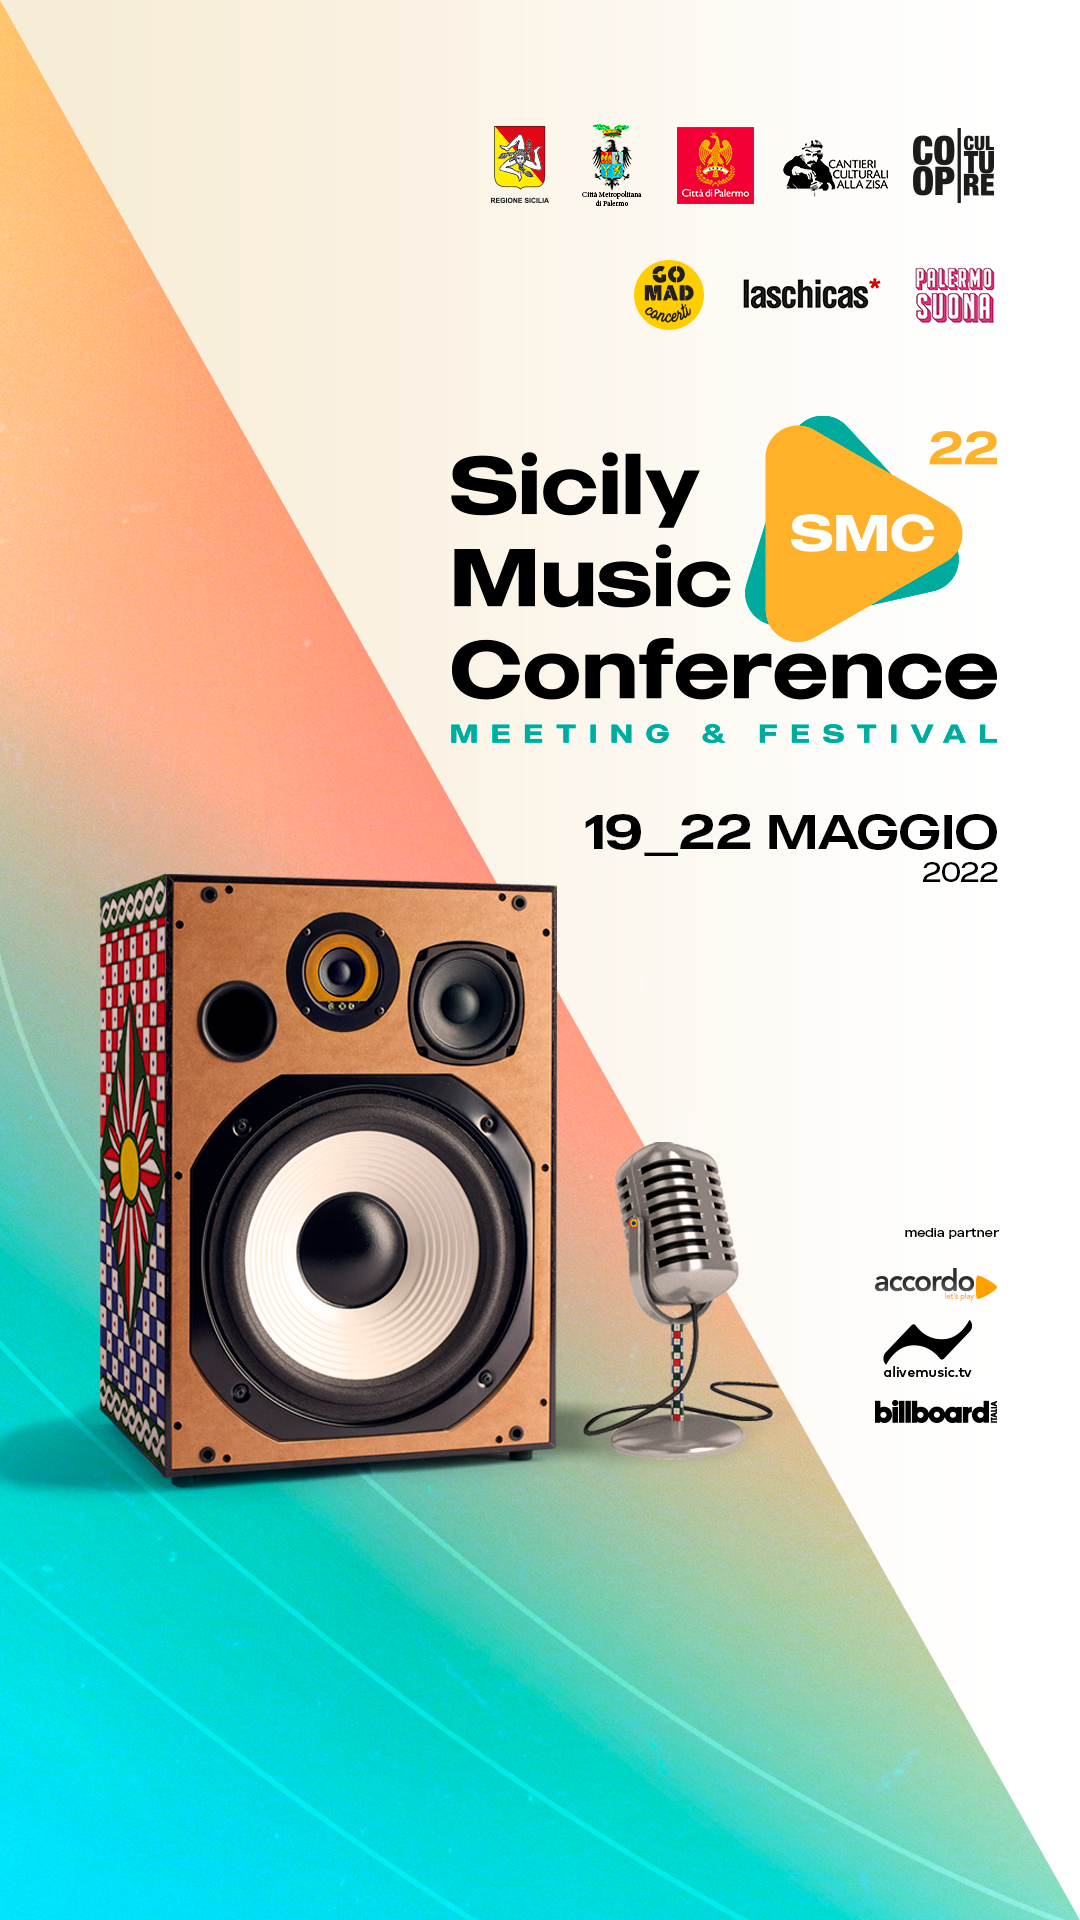 REGIONE SICILIA
Città Metropolitana
di Palermo
Città di Palermo
CANTIERI
CULTURALI
ALLA ZISA
CO
OP
CUL
TU
RE
GO
MAD
concerti
laschicas*
PALERMO
SUONA
22
SMC
Sicily
Music
Conference
MEETING & FESTIVAL
19_22 MAGGIO
2022
media partner
accordo
let's play
alivemusic.tv
billboard
ITALIA